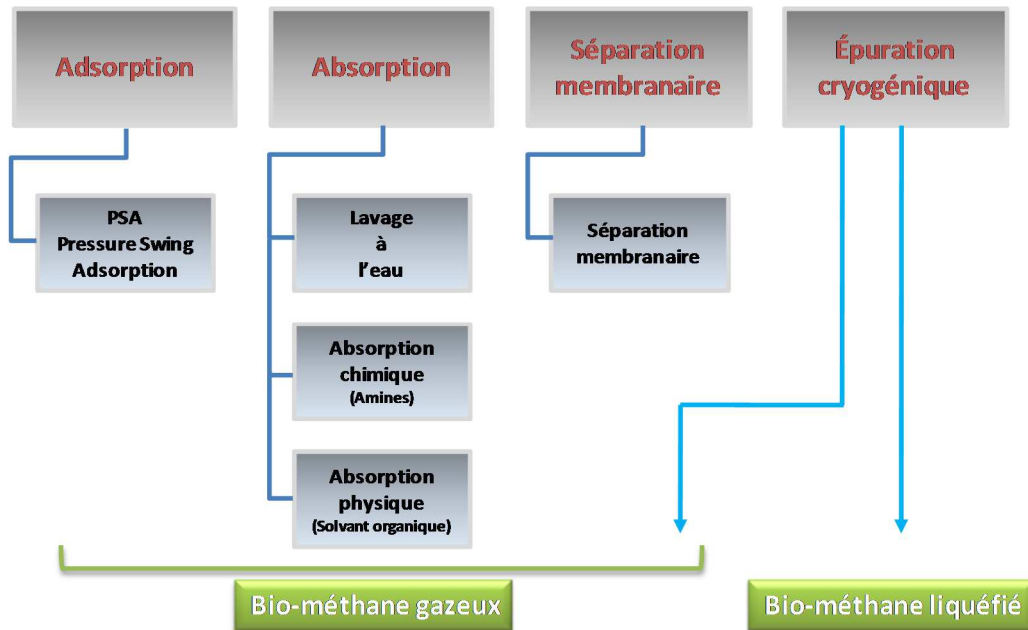 Adsorption
Absorption
Séparation
membranaire
Épuration
cryogénique
PSA
Pressure Swing
Adsorption
Lavage
à
l'eau
Séparation
membranaire
Absorption
chimique
(Amines)
Absorption
physique
(Solvant organique)
Bio-méthane gazeux
Bio-méthane liquéfié